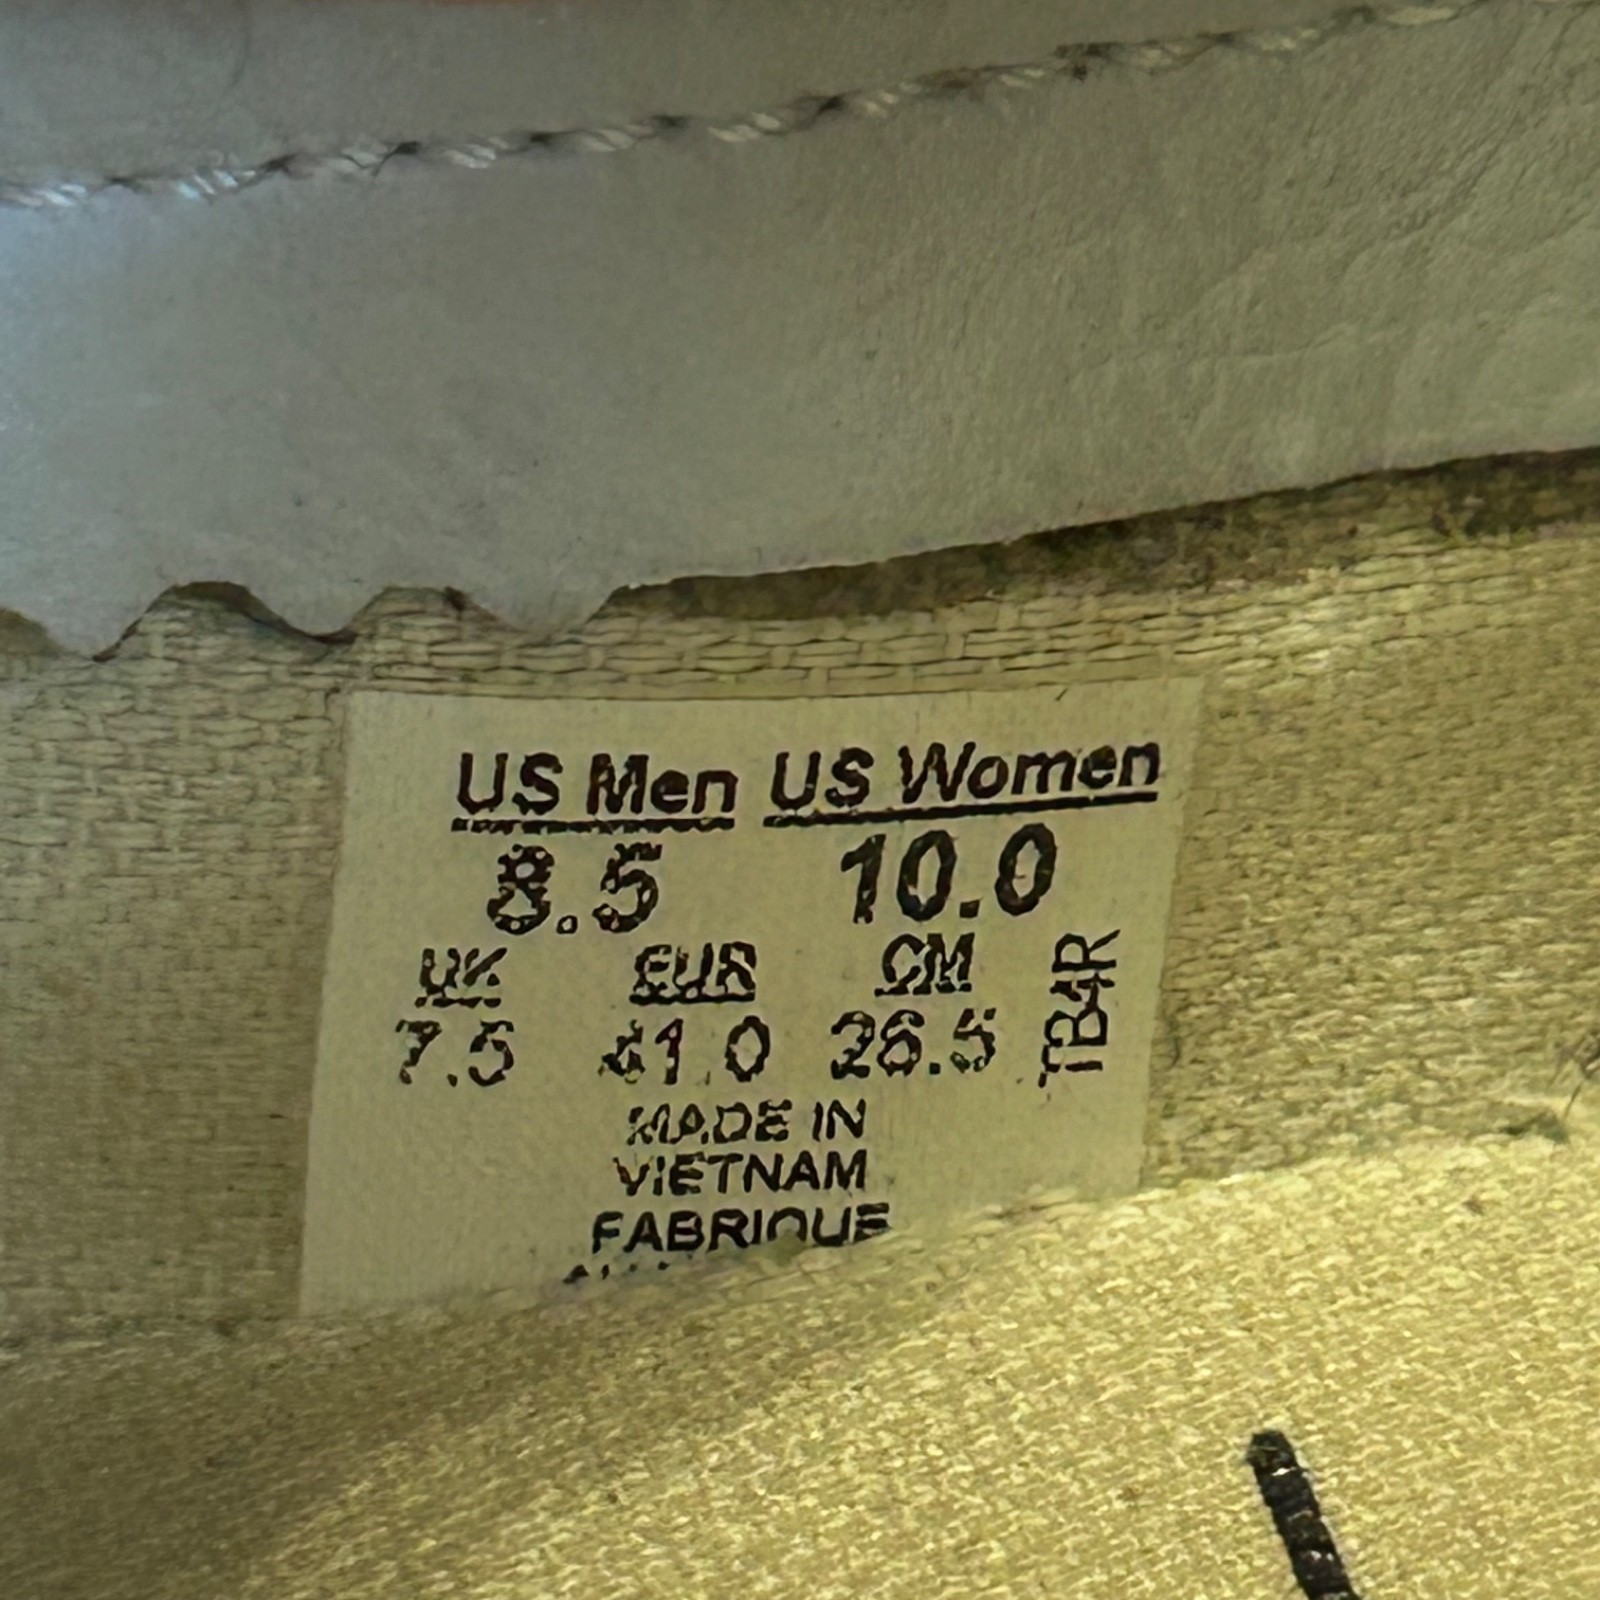 US Men US Women
8.5 10.0
UK EUR CM
7.5 41.0 26.5
TB4R
MADE IN
VIETNAM
FABRIQUE